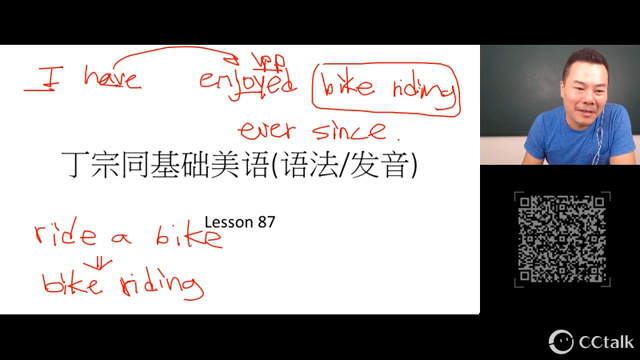 Vpp
I have enjoyed bike riding
ever since.
丁宗同基础美语(语法/发音)
Lesson 87
ride a bike
bike riding
CCtalk